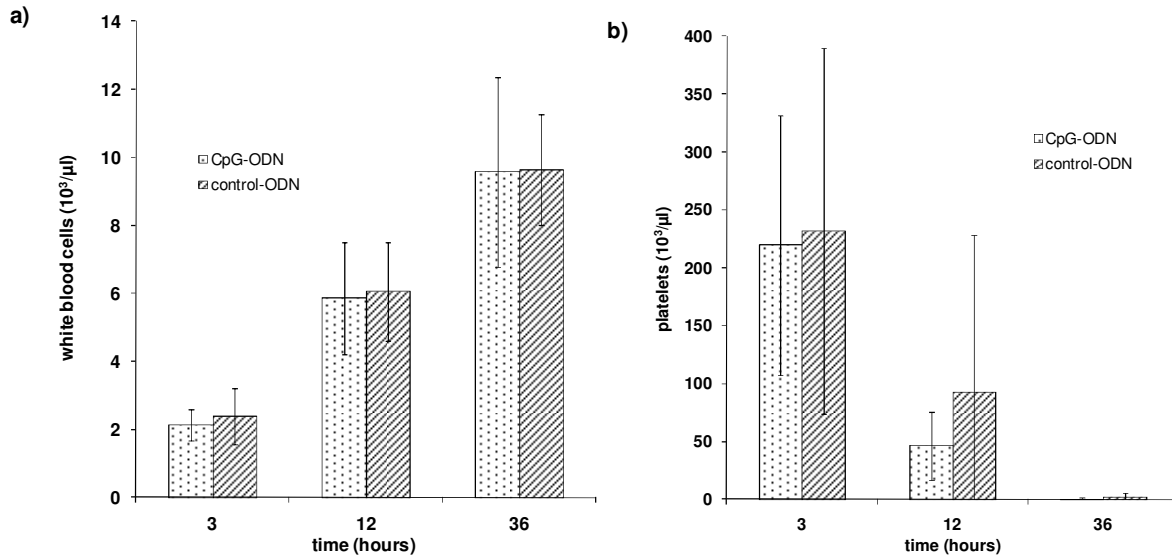 a)
white blood cells (10³/µl)
14
12
10
8
6
4
2
0
CpG-ODN
control-ODN
3 12 36
time (hours)
b)
platelets (10³/µl)
400
350
300
250
200
150
100
50
0
CpG-ODN
control-ODN
3 12 36
time (hours)